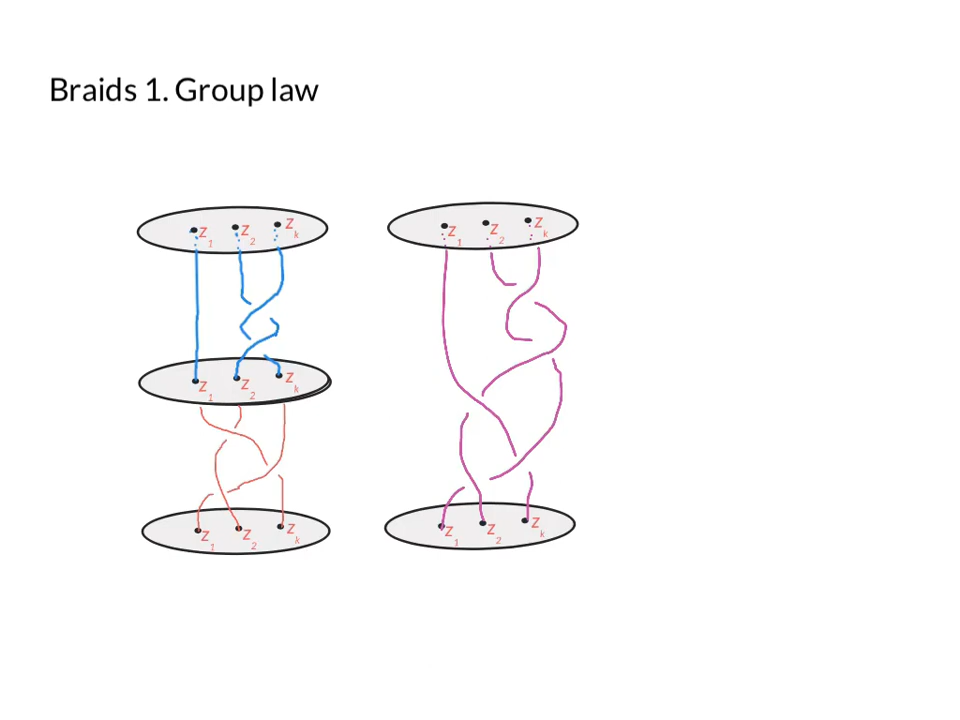 Braids 1. Group law
z₁ z₂ zₖ
z₁ z₂ zₖ
z₁ z₂ zₖ
z₁ z₂ zₖ
z₁ z₂ zₖ